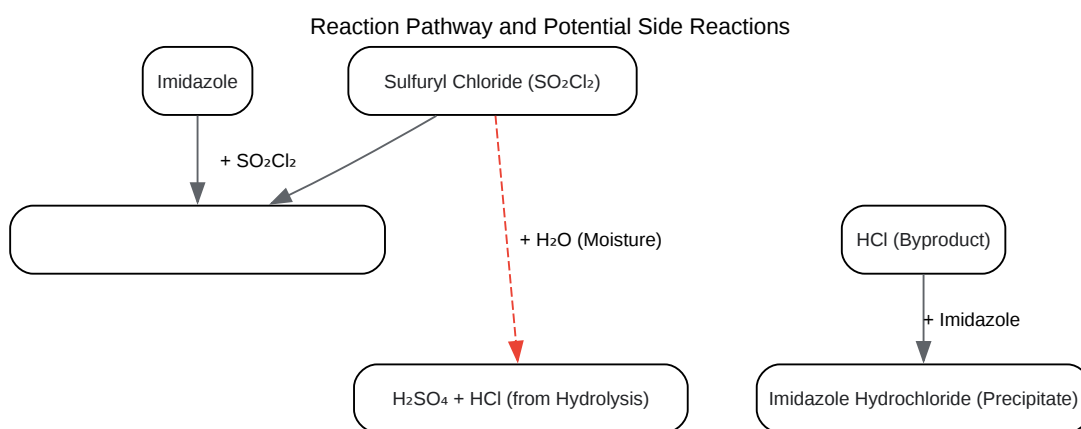 Reaction Pathway and Potential Side Reactions
Imidazole
Sulfuryl Chloride (SO₂Cl₂)
+ SO₂Cl₂
+ H₂O (Moisture)
HCl (Byproduct)
+ Imidazole
H₂SO₄ + HCl (from Hydrolysis)
Imidazole Hydrochloride (Precipitate)